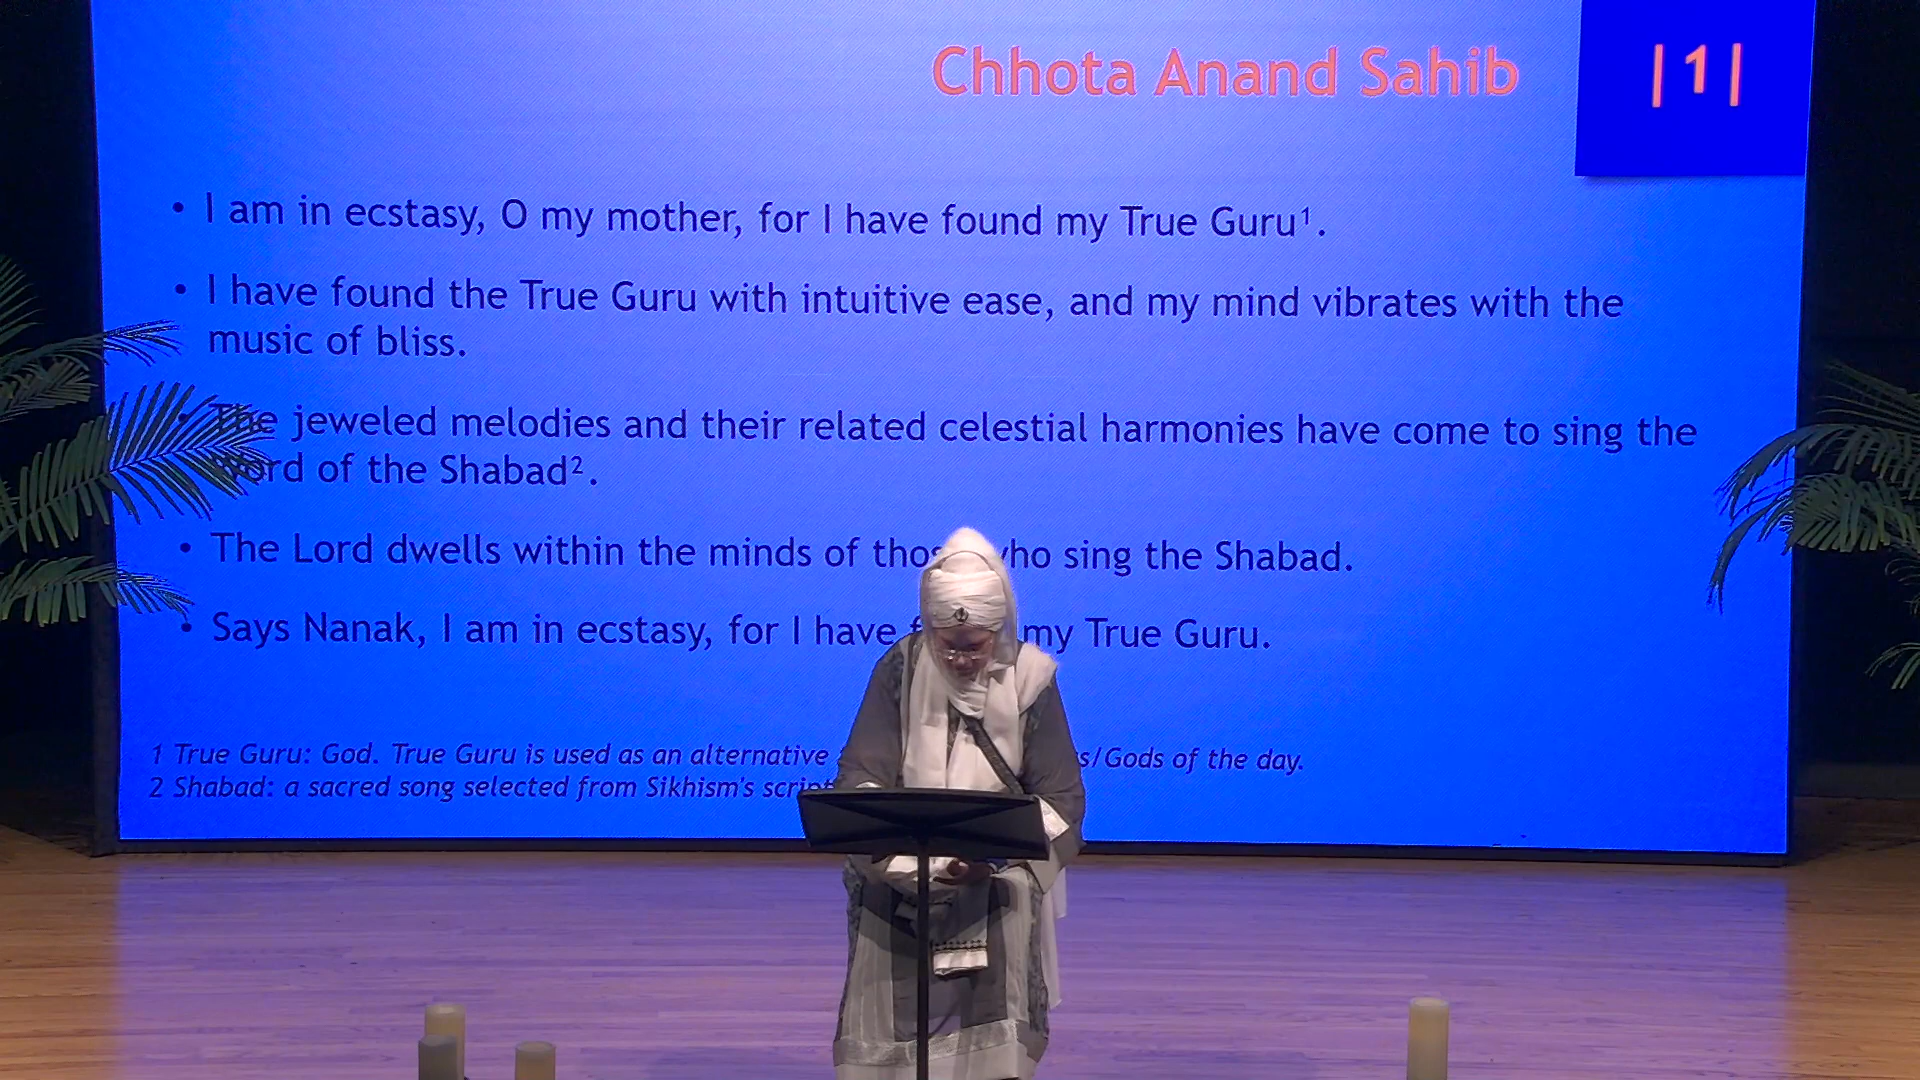 Chhota Anand Sahib
|1|
• I am in ecstasy, O my mother, for I have found my True Guru¹.
• I have found the True Guru with intuitive ease, and my mind vibrates with the
music of bliss.
• The jeweled melodies and their related celestial harmonies have come to sing the
Word of the Shabad².
• The Lord dwells within the minds of those who sing the Shabad.
• Says Nanak, I am in ecstasy, for I have my True Guru.
1 True Guru: God. True Guru is used as an alternative /Gods of the day.
2 Shabad: a sacred song selected from Sikhism's